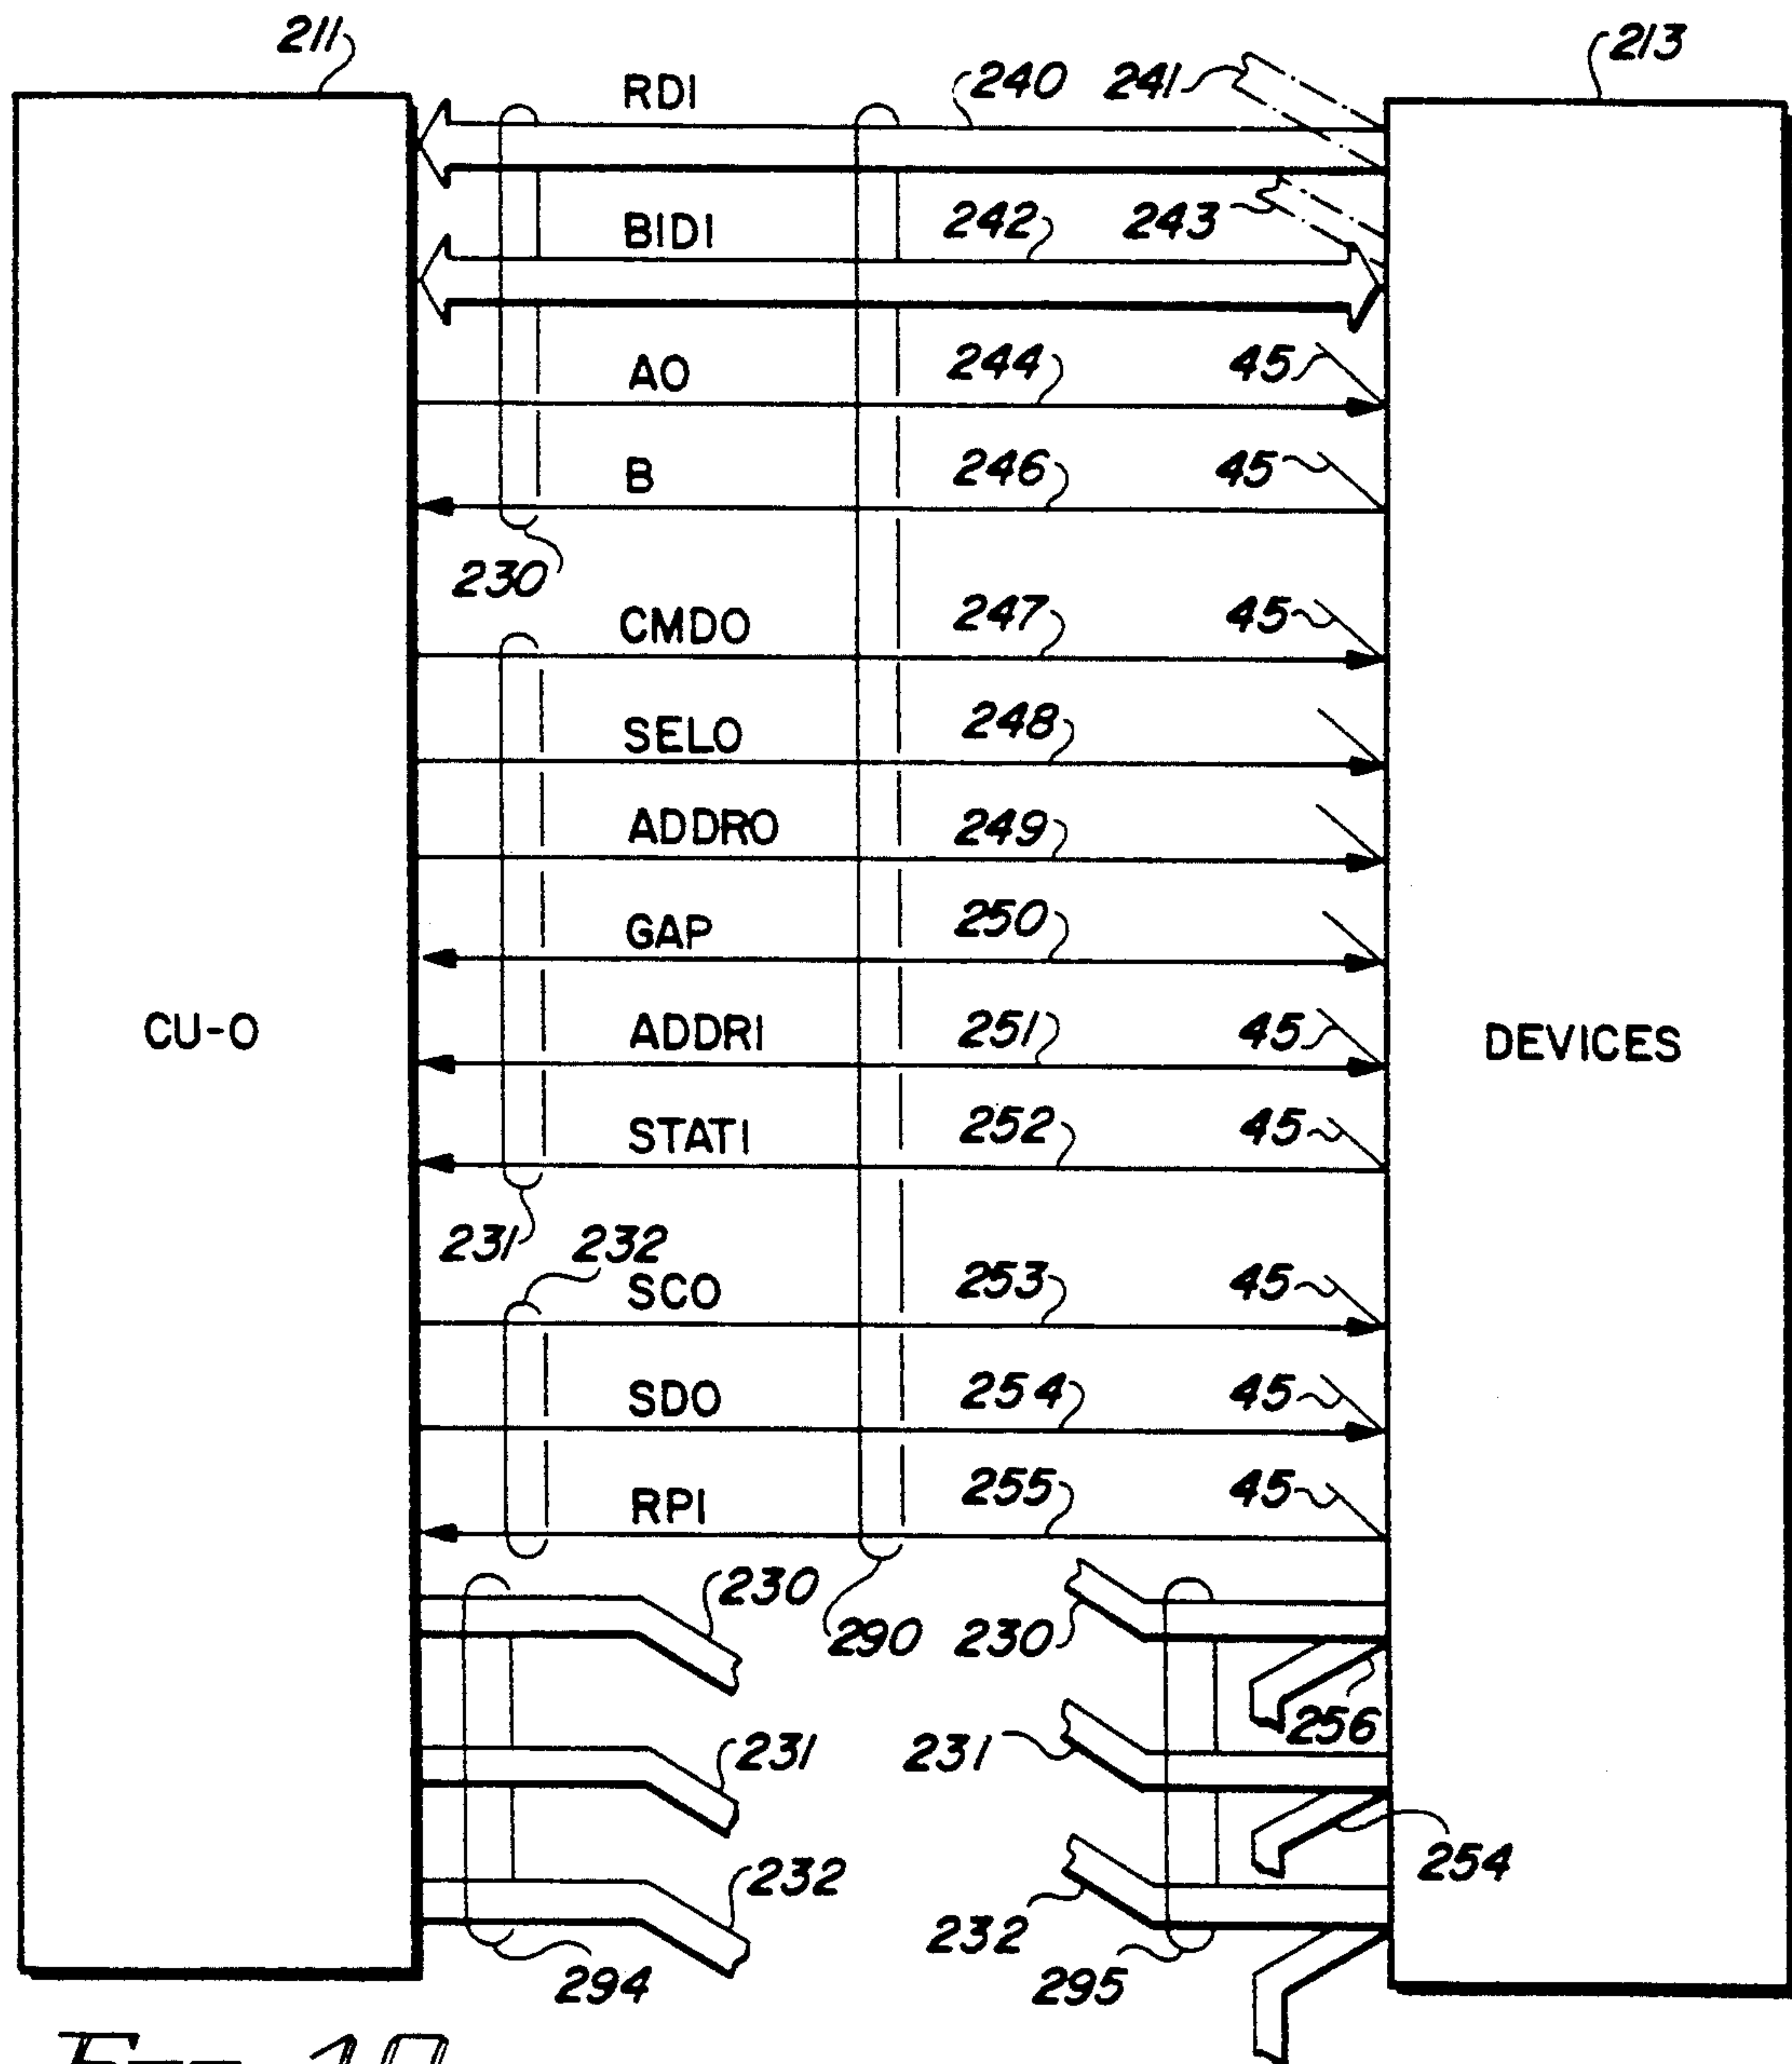 211 213
RDI 240 241
BIDI 242 243
AO 244 45
B 246 45
230
CMDO 247 45
SELO 248
ADDRO 249
GAP 250
CU-O ADDRI 251 45 DEVICES
STATI 252 45
231 232
SCO 253 45
SDO 254 45
RPI 255 45
230 290 230
256
231 231
254
232 232
294 295